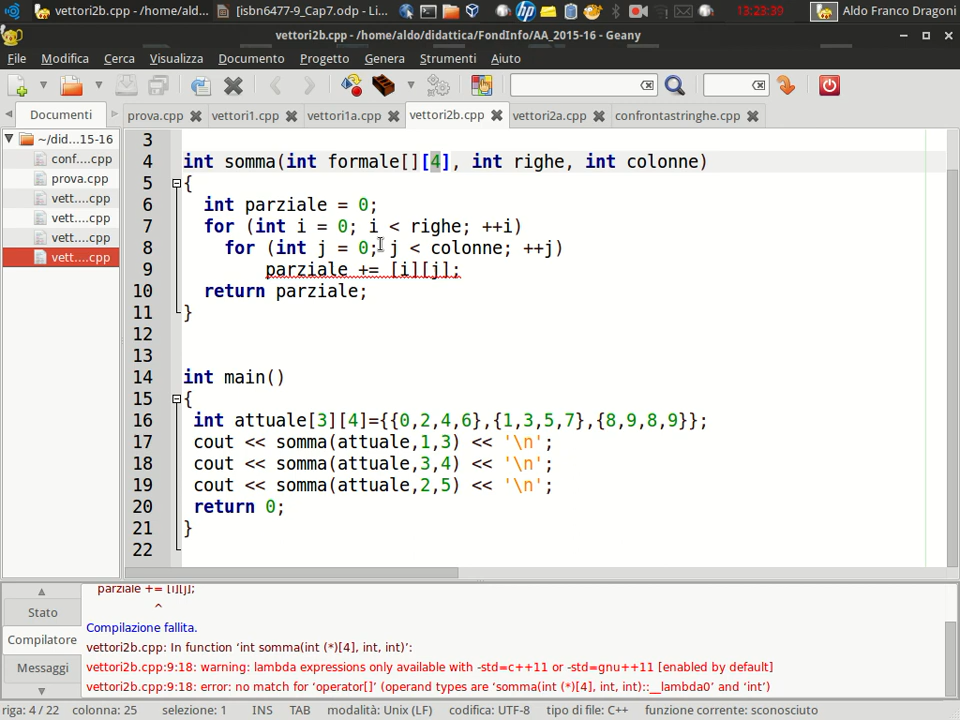 vettori2b.cpp - /home/ald...
[isbn6477-9_Cap7.odp - Li...
13:23:39
Aldo Franco Dragoni
vettori2b.cpp - /home/aldo/didattica/FondInfo/AA_2015-16 - Geany
File Modifica Cerca Visualizza Documento Progetto Genera Strumenti Aiuto
Documenti
prova.cpp vettori1.cpp vettori1a.cpp vettori2b.cpp vettori2a.cpp confrontastringhe.cpp
~/did...15-16
conf....cpp
prova.cpp
vett....cpp
vett....cpp
vett....cpp
vett....cpp
3
4 int somma(int formale[][4], int righe, int colonne)
5 {
6 int parziale = 0;
7 for (int i = 0; i < righe; ++i)
8 for (int j = 0; j < colonne; ++j)
9 parziale += [i][j];
10 return parziale;
11 }
12
13
14 int main()
15 {
16 int attuale[3][4]={{0,2,4,6},{1,3,5,7},{8,9,8,9}};
17 cout << somma(attuale,1,3) << '\n';
18 cout << somma(attuale,3,4) << '\n';
19 cout << somma(attuale,2,5) << '\n';
20 return 0;
21 }
22
Stato
Compilatore
Messaggi
parziale += [i][j];
^
Compilazione fallita.
vettori2b.cpp: In function ‘int somma(int (*)[4], int, int)’:
vettori2b.cpp:9:18: warning: lambda expressions only available with -std=c++11 or -std=gnu++11 [enabled by default]
vettori2b.cpp:9:18: error: no match for ‘operator[]’ (operand types are ‘somma(int (*)[4], int, int)::__lambda0’ and ‘int’)
riga: 4 / 22 colonna: 25 selezione: 1 INS TAB modalità: Unix (LF) codifica: UTF-8 tipo di file: C++ funzione corrente: sconosciuto